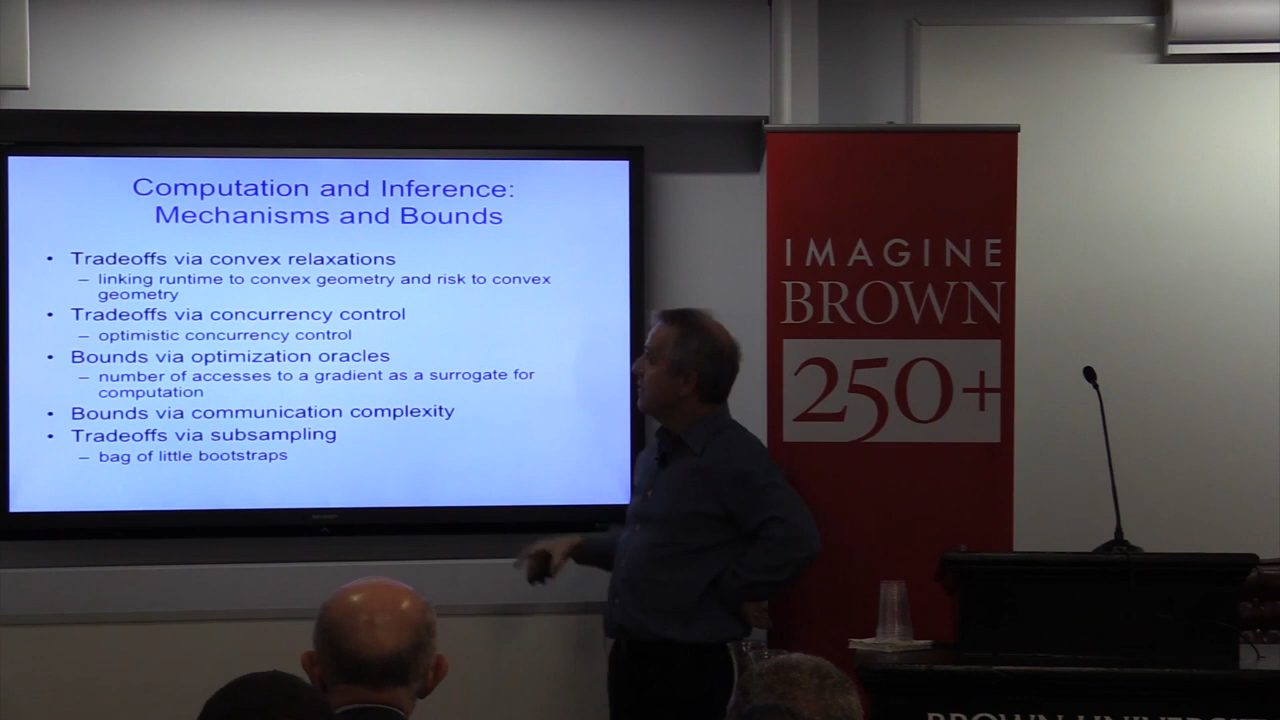 Computation and Inference:
Mechanisms and Bounds
• Tradeoffs via convex relaxations
– linking runtime to convex geometry and risk to convex
geometry
• Tradeoffs via concurrency control
– optimistic concurrency control
• Bounds via optimization oracles
– number of accesses to a gradient as a surrogate for
computation
• Bounds via communication complexity
• Tradeoffs via subsampling
– bag of little bootstraps
IMAGINE
BROWN
250+
BROWN UNIVERSIT